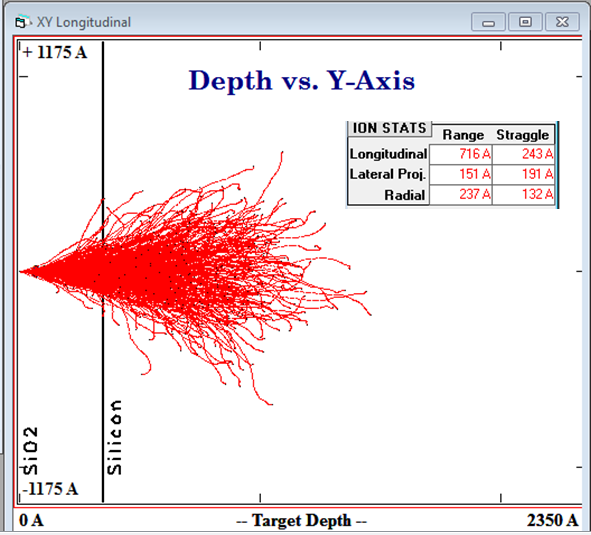 XY Longitudinal
+ 1175 A
Depth vs. Y-Axis
ION STATS Range Straggle
Longitudinal 716 A 243 A
Lateral Proj. 151 A 191 A
Radial 237 A 132 A
SiO2
Silicon
-1175 A
0 A -- Target Depth -- 2350 A